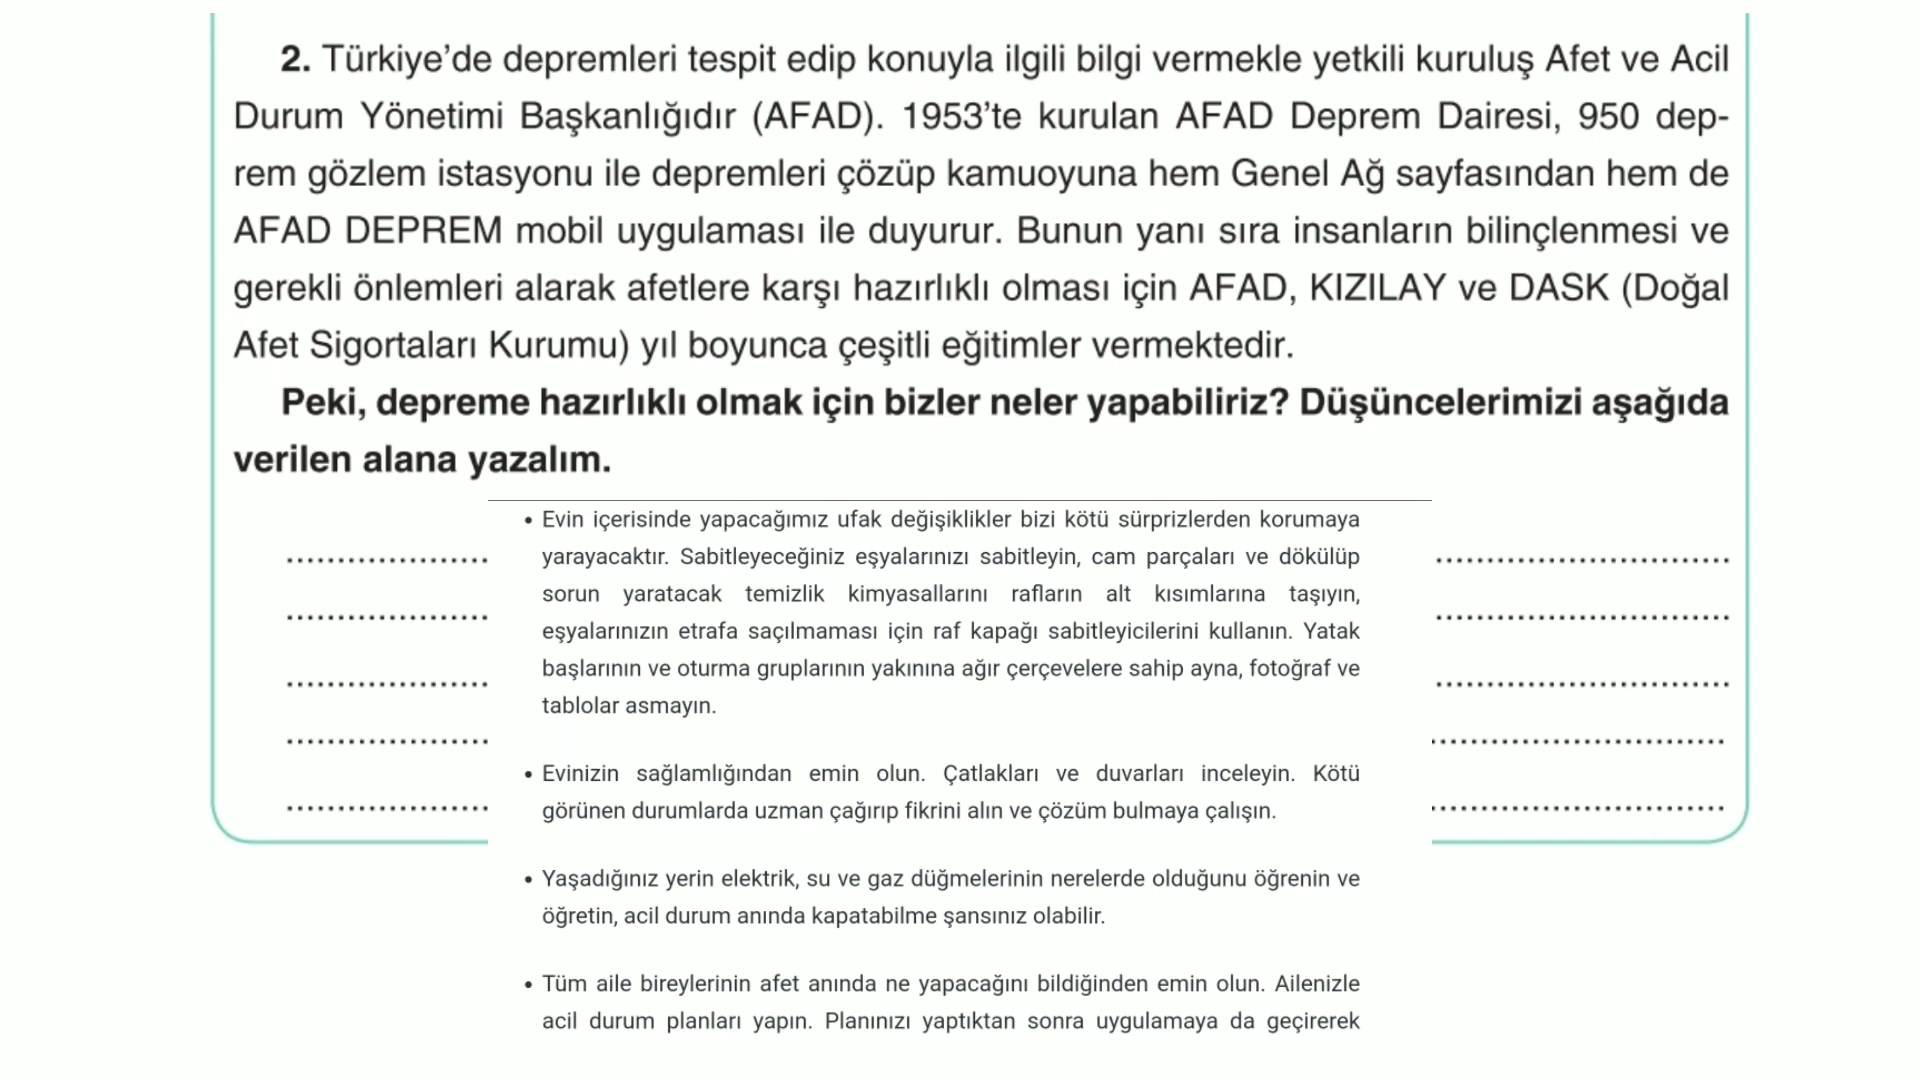 2. Türkiye’de depremleri tespit edip konuyla ilgili bilgi vermekle yetkili kuruluş Afet ve Acil
Durum Yönetimi Başkanlığıdır (AFAD). 1953’te kurulan AFAD Deprem Dairesi, 950 dep-
rem gözlem istasyonu ile depremleri çözüp kamuoyuna hem Genel Ağ sayfasından hem de
AFAD DEPREM mobil uygulaması ile duyurur. Bunun yanı sıra insanların bilinçlenmesi ve
gerekli önlemleri alarak afetlere karşı hazırlıklı olması için AFAD, KIZILAY ve DASK (Doğal
Afet Sigortaları Kurumu) yıl boyunca çeşitli eğitimler vermektedir.
Peki, depreme hazırlıklı olmak için bizler neler yapabiliriz? Düşüncelerimizi aşağıda
verilen alana yazalım.
• Evin içerisinde yapacağımız ufak değişiklikler bizi kötü sürprizlerden korumaya
yarayacaktır. Sabitleyeceğiniz eşyalarınızı sabitleyin, cam parçaları ve dökülüp
sorun yaratacak temizlik kimyasallarını rafların alt kısımlarına taşıyın,
eşyalarınızın etrafa saçılmaması için raf kapağı sabitleyicilerini kullanın. Yatak
başlarının ve oturma gruplarının yakınına ağır çerçevelere sahip ayna, fotoğraf ve
tablolar asmayın.
• Evinizin sağlamlığından emin olun. Çatlakları ve duvarları inceleyin. Kötü
görünen durumlarda uzman çağırıp fikrini alın ve çözüm bulmaya çalışın.
• Yaşadığınız yerin elektrik, su ve gaz düğmelerinin nerelerde olduğunu öğrenin ve
öğretin, acil durum anında kapatabilme şansınız olabilir.
• Tüm aile bireylerinin afet anında ne yapacağını bildiğinden emin olun. Ailenizle
acil durum planları yapın. Planınızı yaptıktan sonra uygulamaya da geçirerek